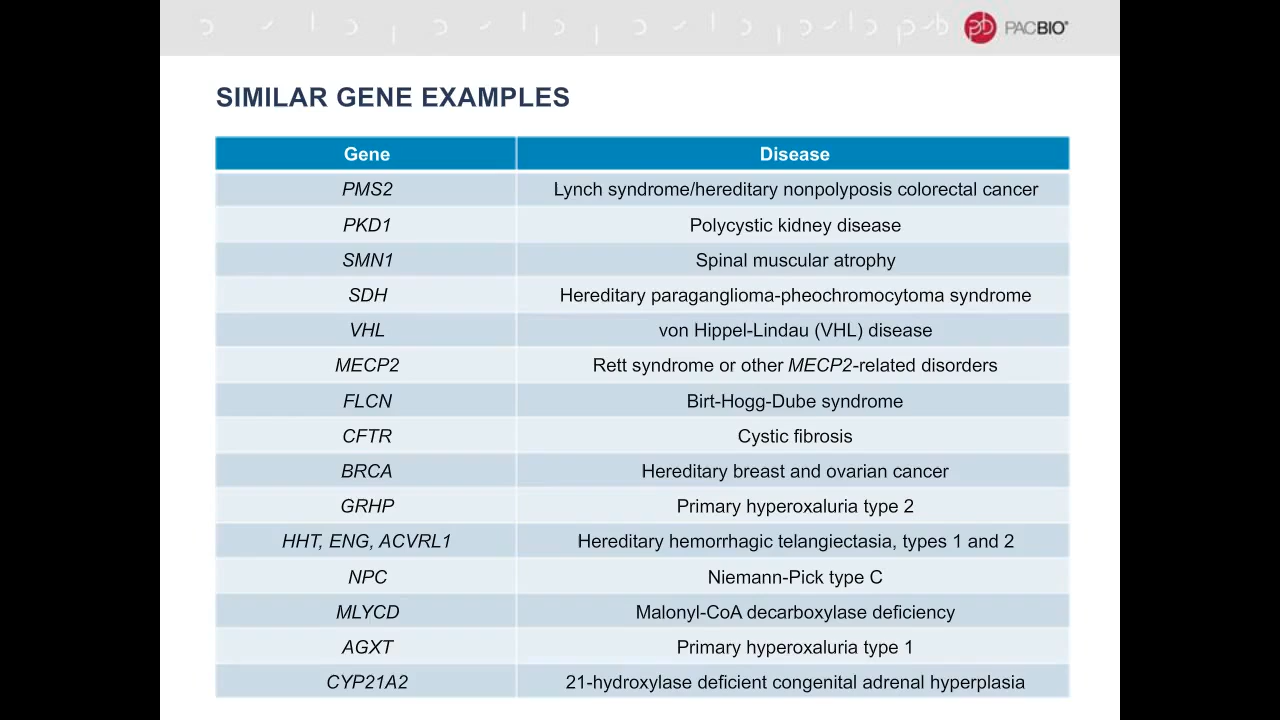 PACBIO®
SIMILAR GENE EXAMPLES
Gene Disease
PMS2 Lynch syndrome/hereditary nonpolyposis colorectal cancer
PKD1 Polycystic kidney disease
SMN1 Spinal muscular atrophy
SDH Hereditary paraganglioma-pheochromocytoma syndrome
VHL von Hippel-Lindau (VHL) disease
MECP2 Rett syndrome or other MECP2-related disorders
FLCN Birt-Hogg-Dube syndrome
CFTR Cystic fibrosis
BRCA Hereditary breast and ovarian cancer
GRHP Primary hyperoxaluria type 2
HHT, ENG, ACVRL1 Hereditary hemorrhagic telangiectasia, types 1 and 2
NPC Niemann-Pick type C
MLYCD Malonyl-CoA decarboxylase deficiency
AGXT Primary hyperoxaluria type 1
CYP21A2 21-hydroxylase deficient congenital adrenal hyperplasia